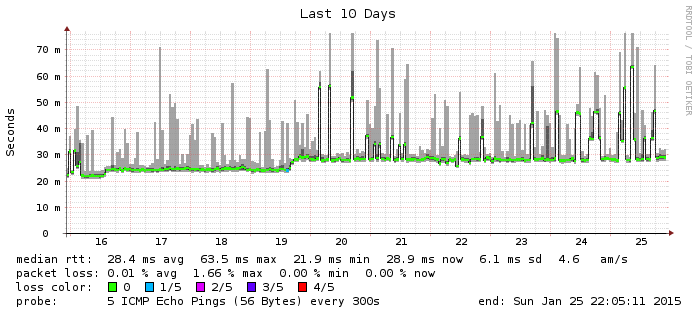 Last 10 Days
RRDTOOL / TOBI OETIKER
Seconds
70 m
60 m
50 m
40 m
30 m
20 m
10 m
0
16 17 18 19 20 21 22 23 24 25
median rtt: 28.4 ms avg 63.5 ms max 21.9 ms min 28.9 ms now 6.1 ms sd 4.6 am/s
packet loss: 0.01 % avg 1.66 % max 0.00 % min 0.00 % now
loss color: 0 1/5 2/5 3/5 4/5
probe: 5 ICMP Echo Pings (56 Bytes) every 300s end: Sun Jan 25 22:05:11 2015